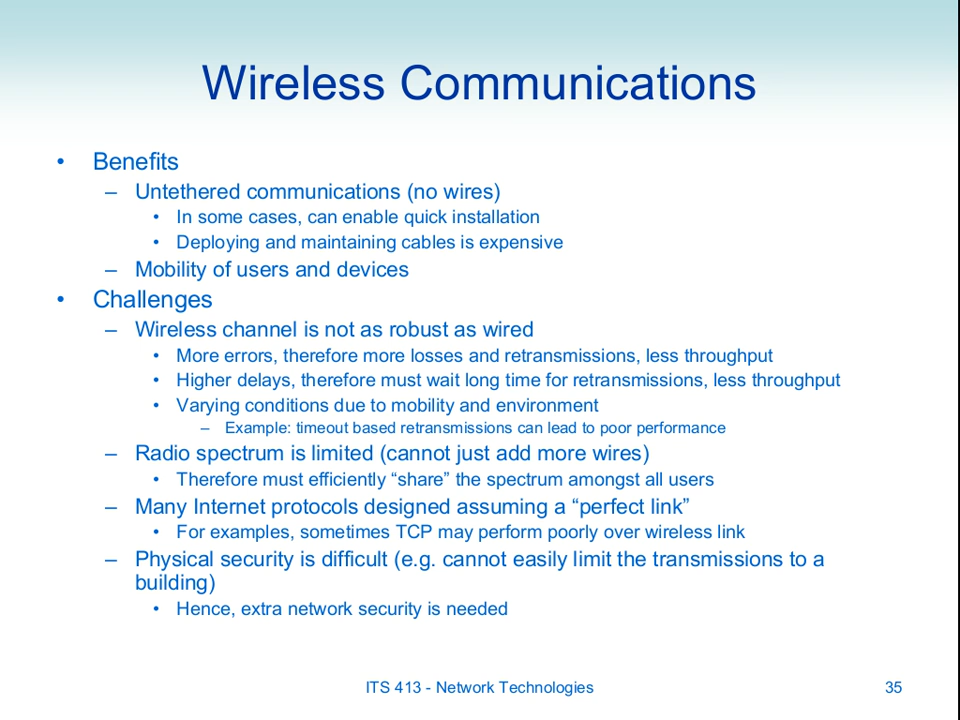 Wireless Communications
• Benefits
– Untethered communications (no wires)
• In some cases, can enable quick installation
• Deploying and maintaining cables is expensive
– Mobility of users and devices
• Challenges
– Wireless channel is not as robust as wired
• More errors, therefore more losses and retransmissions, less throughput
• Higher delays, therefore must wait long time for retransmissions, less throughput
• Varying conditions due to mobility and environment
– Example: timeout based retransmissions can lead to poor performance
– Radio spectrum is limited (cannot just add more wires)
• Therefore must efficiently “share” the spectrum amongst all users
– Many Internet protocols designed assuming a “perfect link”
• For examples, sometimes TCP may perform poorly over wireless link
– Physical security is difficult (e.g. cannot easily limit the transmissions to a
building)
• Hence, extra network security is needed
ITS 413 - Network Technologies
35